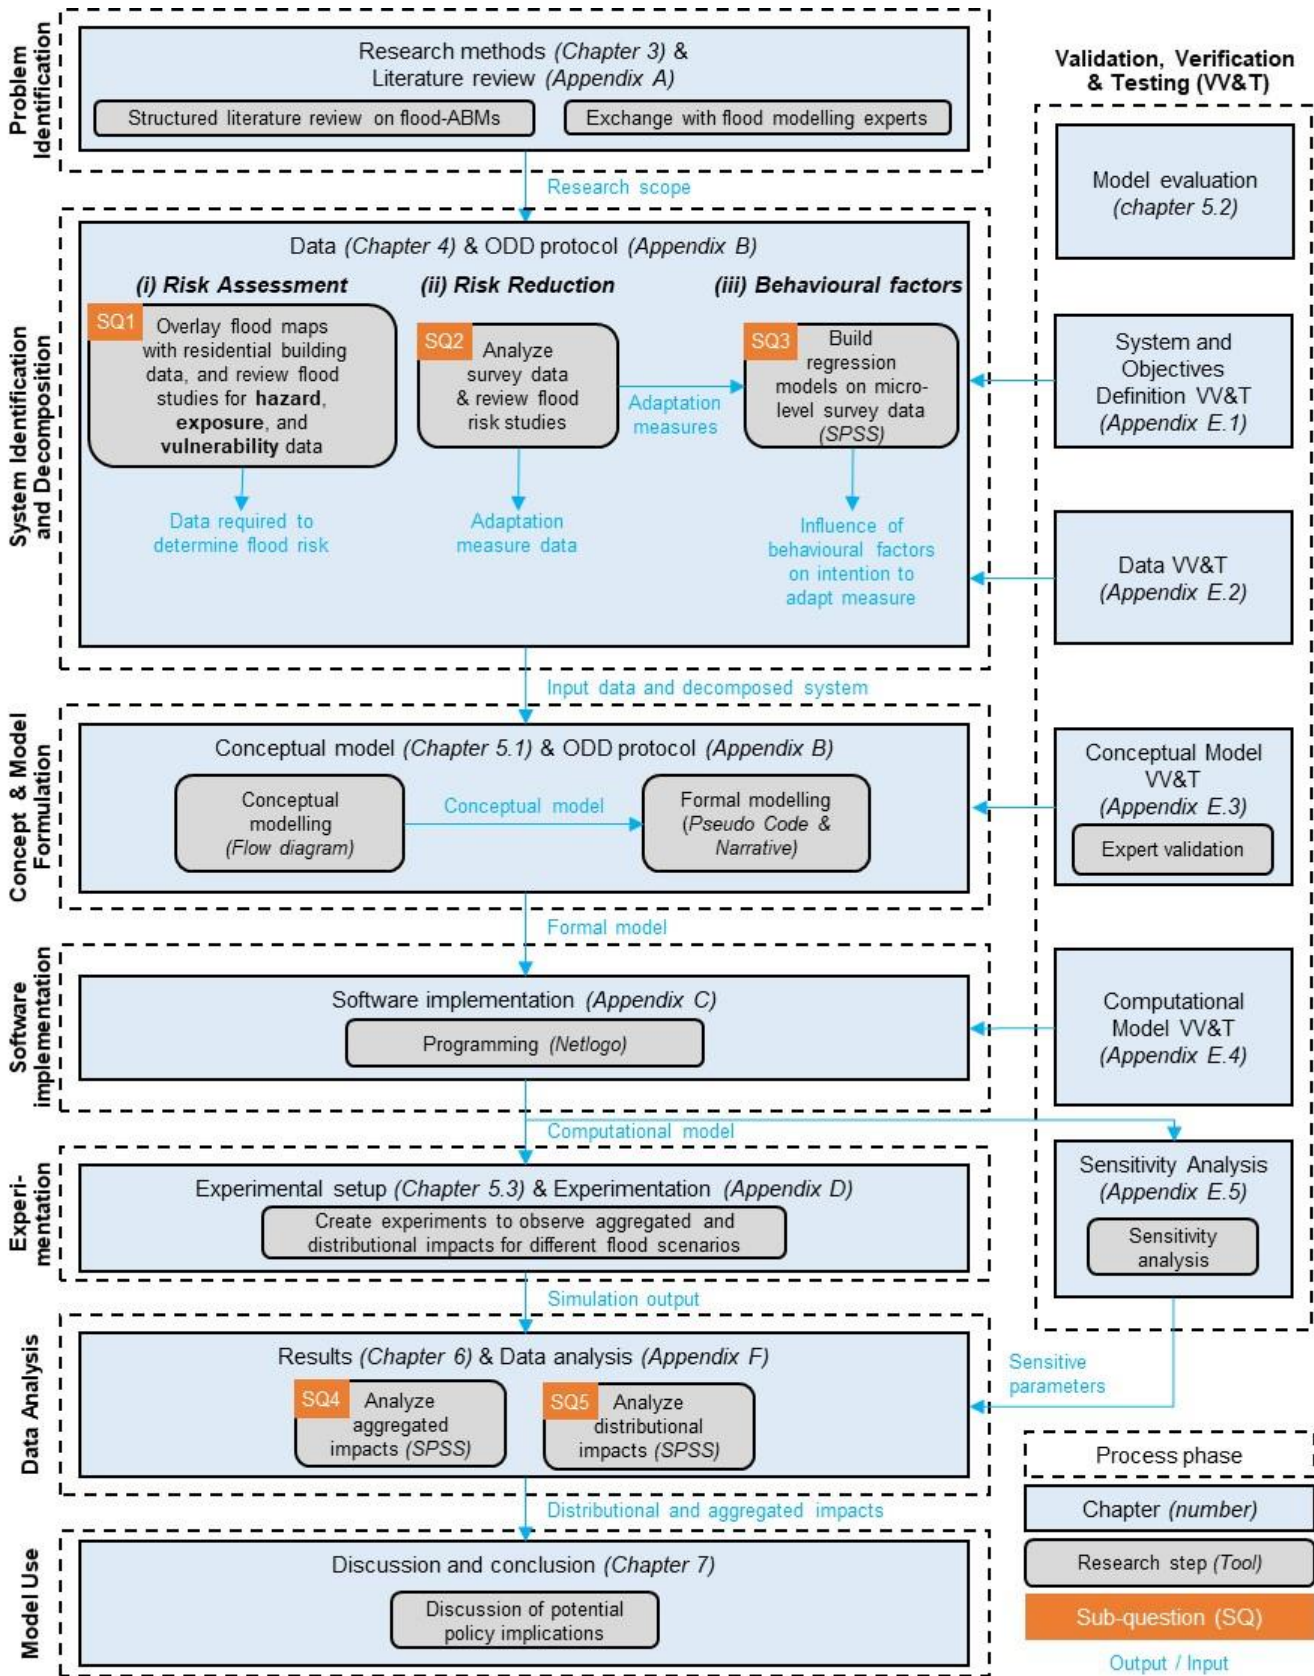 Problem
Identification
Research methods (Chapter 3) &
Literature review (Appendix A)
Structured literature review on flood-ABMs
Exchange with flood modelling experts
Research scope
System Identification
and Decomposition
Data (Chapter 4) & ODD protocol (Appendix B)
(i) Risk Assessment
(ii) Risk Reduction
(iii) Behavioural factors
SQ1
Overlay flood maps
with residential building
data, and review flood
studies for hazard,
exposure, and
vulnerability data
SQ2
Analyze
survey data
& review flood
risk studies
Adaptation
measures
SQ3
Build
regression
models on micro-
level survey data
(SPSS)
Data required to
determine flood risk
Adaptation
measure data
Influence of
behavioural factors
on intention to
adapt measure
Input data and decomposed system
Concept & Model
Formulation
Conceptual model (Chapter 5.1) & ODD protocol (Appendix B)
Conceptual
modelling
(Flow diagram)
Conceptual model
Formal modelling
(Pseudo Code &
Narrative)
Formal model
Software
implementation
Software implementation (Appendix C)
Programming (Netlogo)
Computational model
Experi-
mentation
Experimental setup (Chapter 5.3) & Experimentation (Appendix D)
Create experiments to observe aggregated and
distributional impacts for different flood scenarios
Simulation output
Data Analysis
Results (Chapter 6) & Data analysis (Appendix F)
SQ4
Analyze
aggregated
impacts (SPSS)
SQ5
Analyze
distributional
impacts (SPSS)
Distributional and aggregated impacts
Model Use
Discussion and conclusion (Chapter 7)
Discussion of potential
policy implications
Validation, Verification
& Testing (VV&T)
Model evaluation
(chapter 5.2)
System and
Objectives
Definition VV&T
(Appendix E.1)
Data VV&T
(Appendix E.2)
Conceptual Model
VV&T
(Appendix E.3)
Expert validation
Computational
Model VV&T
(Appendix E.4)
Sensitivity Analysis
(Appendix E.5)
Sensitivity
analysis
Sensitive
parameters
Process phase
Chapter (number)
Research step (Tool)
Sub-question (SQ)
Output / Input